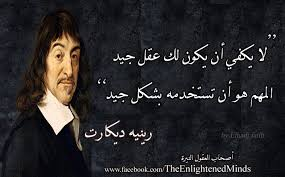 ”لا يكفي أن يكون لك عقل جيد
المهم هو أن تستخدمه بشكل جيد“
رينيه ديكارت
أصحاب العقول النيرة
www.facebook.com/TheEnlightenedMinds